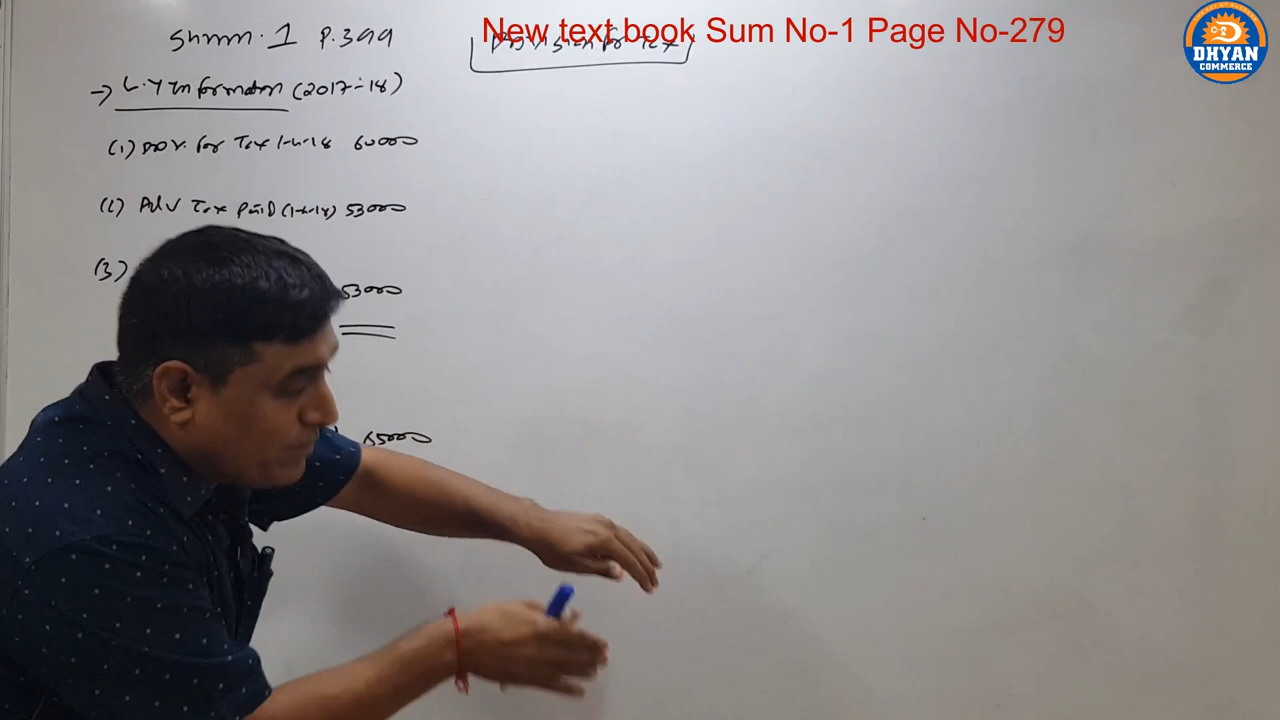 New text book Sum No-1 Page No-279
DHYAN
COMMERCE
Summ. 1 P.399
→ L.Y Information (2017-18)
(1) Prov. for Tax 1-4-18 60000
(2) Adv Tax Paid (1-4-18) 53000
(3)
53000
65000
Provision for Tax